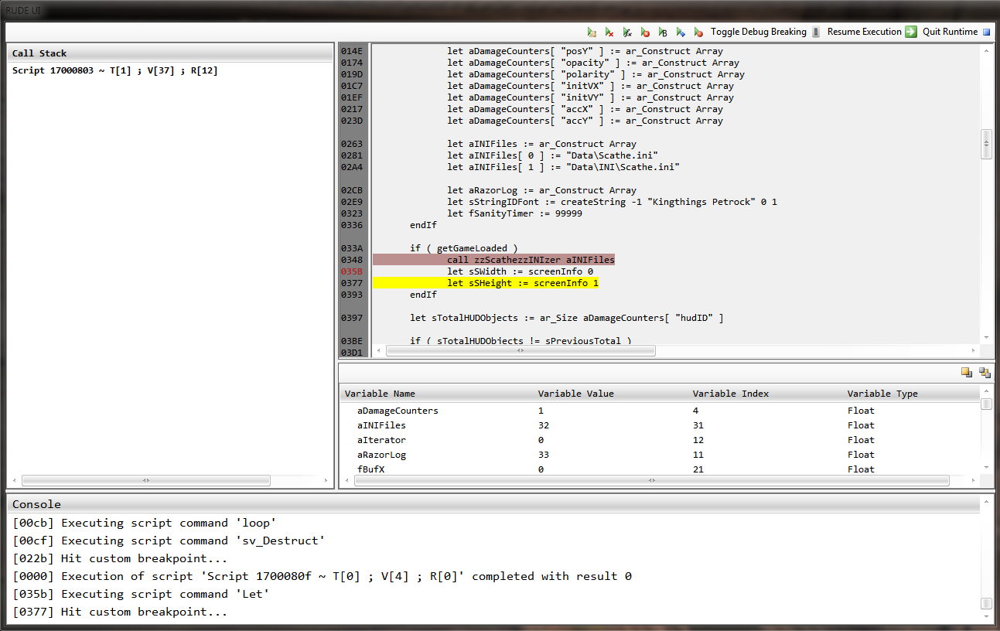 RUDE UI
Toggle Debug Breaking Resume Execution Quit Runtime
Call Stack
Script 17000803 ~ T[1] ; V[37] ; R[12]
014E let aDamageCounters[ "posY" ] := ar_Construct Array
0174 let aDamageCounters[ "opacity" ] := ar_Construct Array
019D let aDamageCounters[ "polarity" ] := ar_Construct Array
01C7 let aDamageCounters[ "initVX" ] := ar_Construct Array
01EF let aDamageCounters[ "initVY" ] := ar_Construct Array
0217 let aDamageCounters[ "accX" ] := ar_Construct Array
023D let aDamageCounters[ "accY" ] := ar_Construct Array
0263 let aINIFiles := ar_Construct Array
0281 let aINIFiles[ 0 ] := "Data\Scathe.ini"
02A4 let aINIFiles[ 1 ] := "Data\INI\Scathe.ini"
02CB let aRazorLog := ar_Construct Array
02E9 let sStringIDFont := createString -1 "Kingthings Petrock" 0 1
0323 let fSanityTimer := 99999
0336 endIf
033A if ( getGameLoaded )
0348 call zzScathezzINIzer aINIFiles
035B let sSWidth := screenInfo 0
0377 let sSHeight := screenInfo 1
0393 endIf
0397 let sTotalHUDObjects := ar_Size aDamageCounters[ "hudID" ]
03BE if ( sTotalHUDObjects != sPreviousTotal )
03D1
Variable Name Variable Value Variable Index Variable Type
aDamageCounters 1 4 Float
aINIFiles 32 31 Float
aIterator 0 12 Float
aRazorLog 33 11 Float
fBufX 0 21 Float
Console
[00cb] Executing script command 'loop'
[00cf] Executing script command 'sv_Destruct'
[022b] Hit custom breakpoint...
[0000] Execution of script 'Script 1700080f ~ T[0] ; V[4] ; R[0]' completed with result 0
[035b] Executing script command 'Let'
[0377] Hit custom breakpoint...